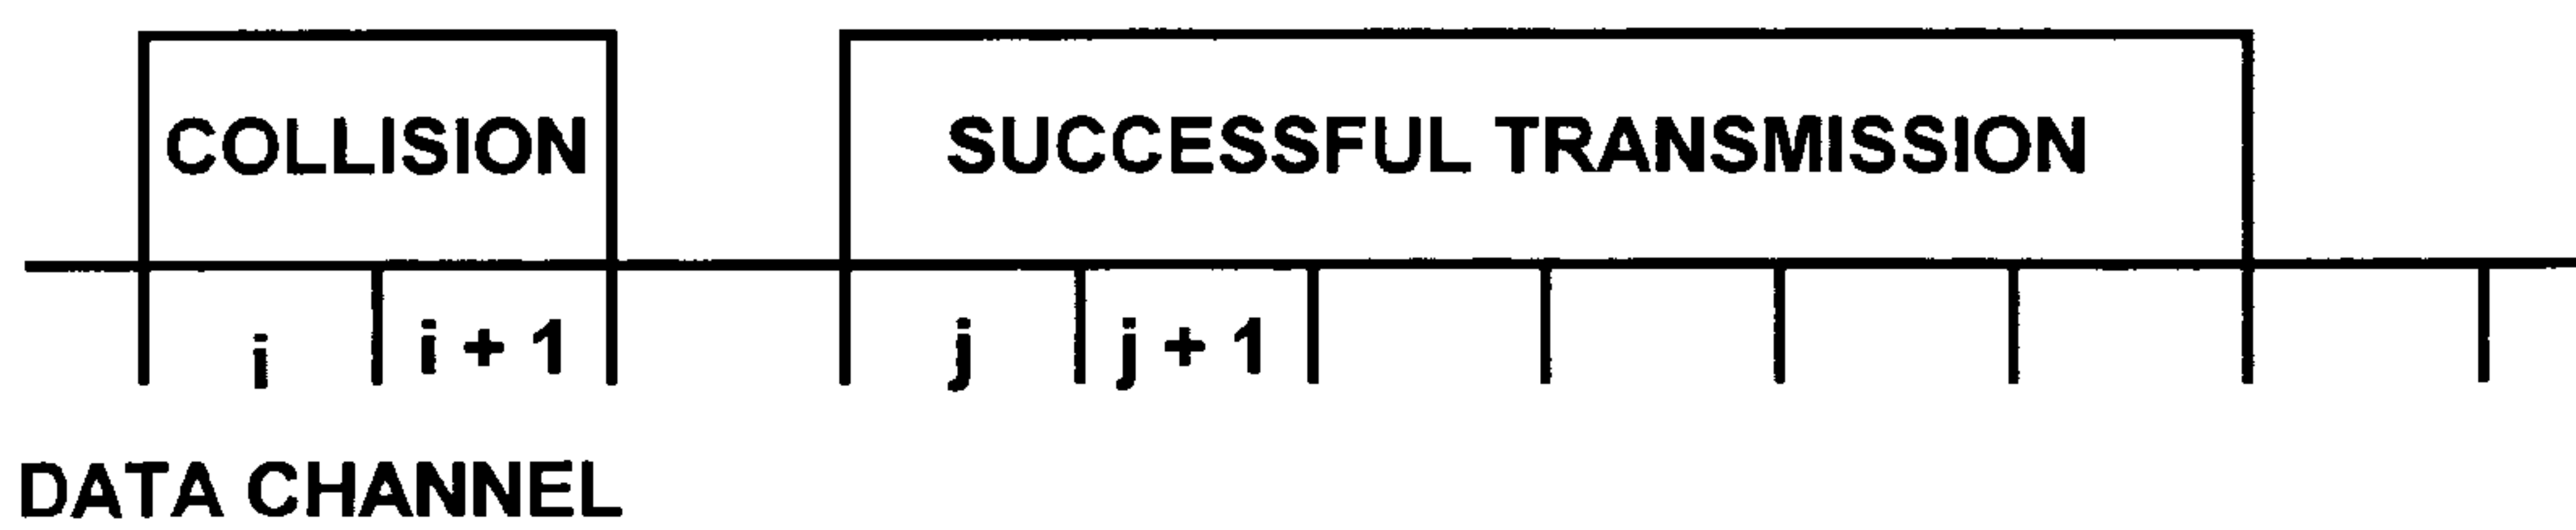 COLLISION SUCCESSFUL TRANSMISSION
i i + 1 j j + 1
DATA CHANNEL